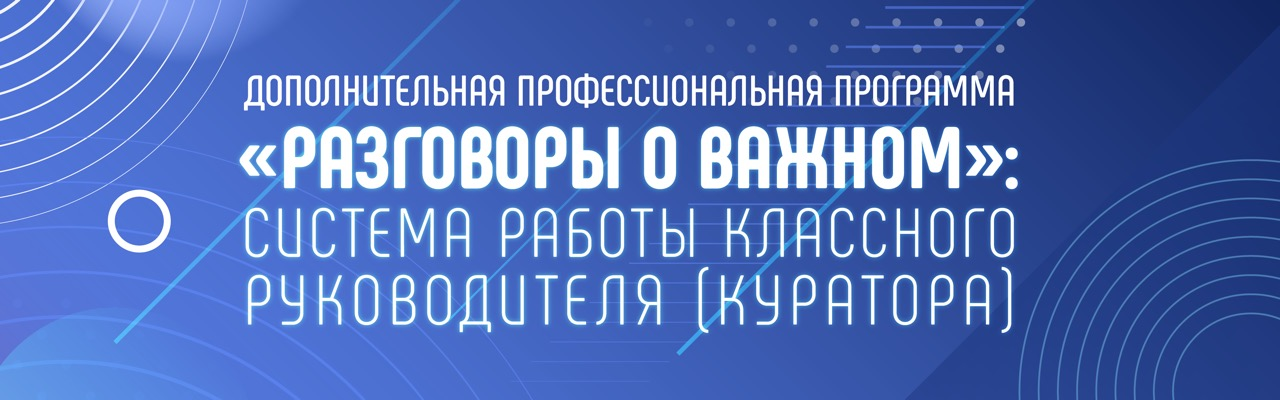 ДОПОЛНИТЕЛЬНАЯ ПРОФЕССИОНАЛЬНАЯ ПРОГРАММА
«РАЗГОВОРЫ О ВАЖНОМ»:
СИСТЕМА РАБОТЫ КЛАССНОГО
РУКОВОДИТЕЛЯ (КУРАТОРА)